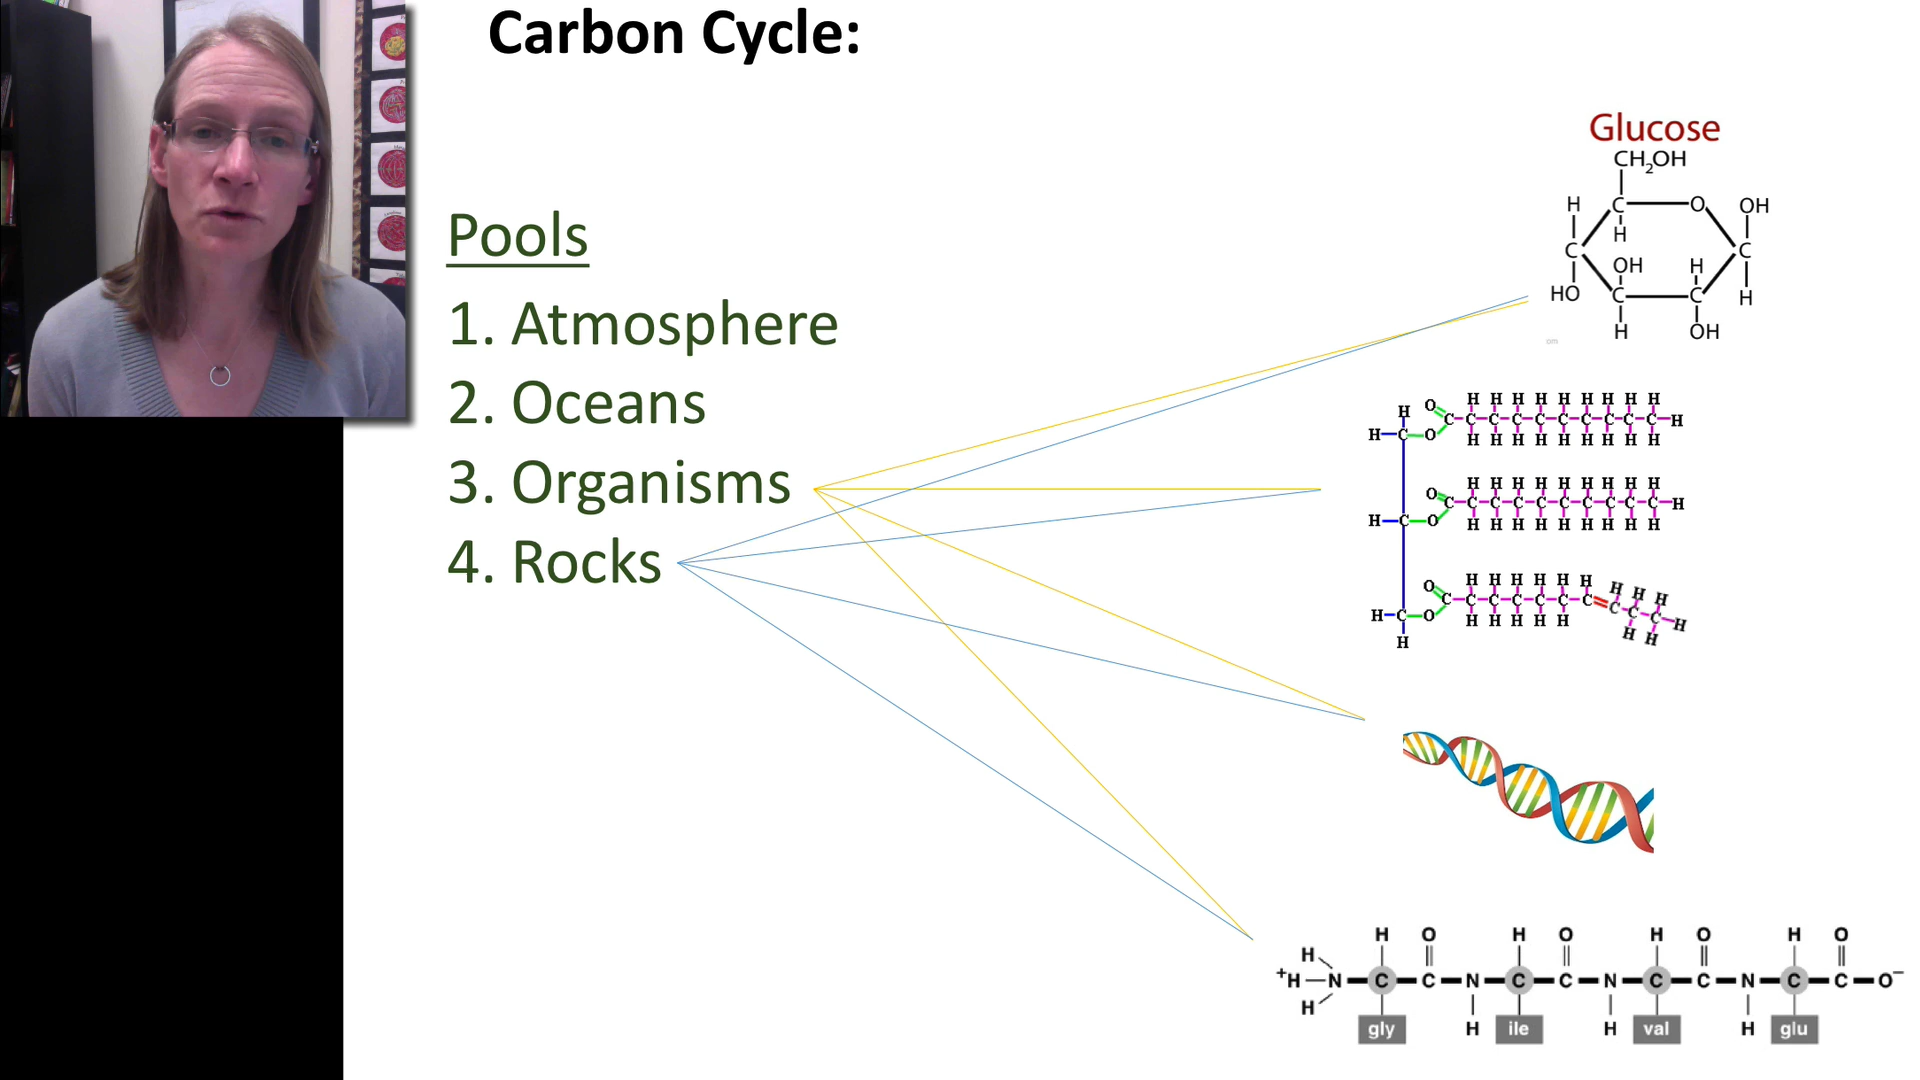 Carbon Cycle:
Pools
1. Atmosphere
2. Oceans
3. Organisms
4. Rocks
Glucose
CH2OH
H C O OH
H
C C
OH H
HO C C H
H OH
om
H O H H H H H H H H H
H C O C C C C C C C C C C H
H H H H H H H H H
O H H H H H H H H H
H C O C C C C C C C C C C H
H H H H H H H H H
O H H H H H H H H H
H C O C C C C C C C C C C H
H H H H H H H H
H
H O H O H O H O
H
+H N C C N C C N C C N C C O−
H
gly H ile H val H glu